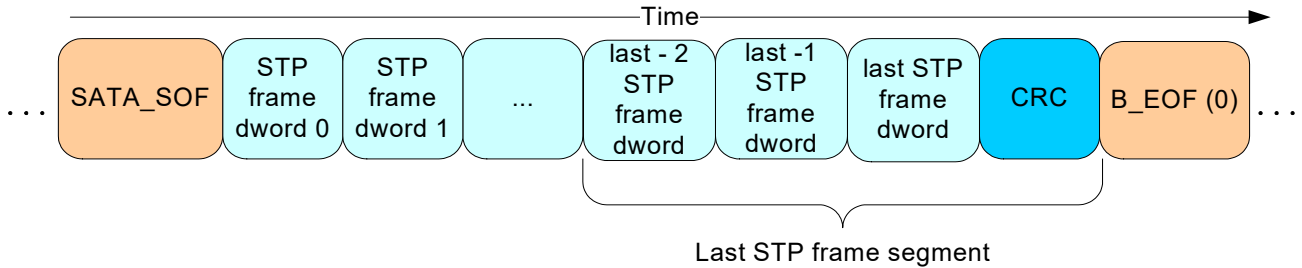 Time
. . .
SATA_SOF
STP
frame
dword 0
STP
frame
dword 1
...
last - 2
STP
frame
dword
last -1
STP
frame
dword
last STP
frame
dword
CRC
B_EOF (0)
. . .
Last STP frame segment